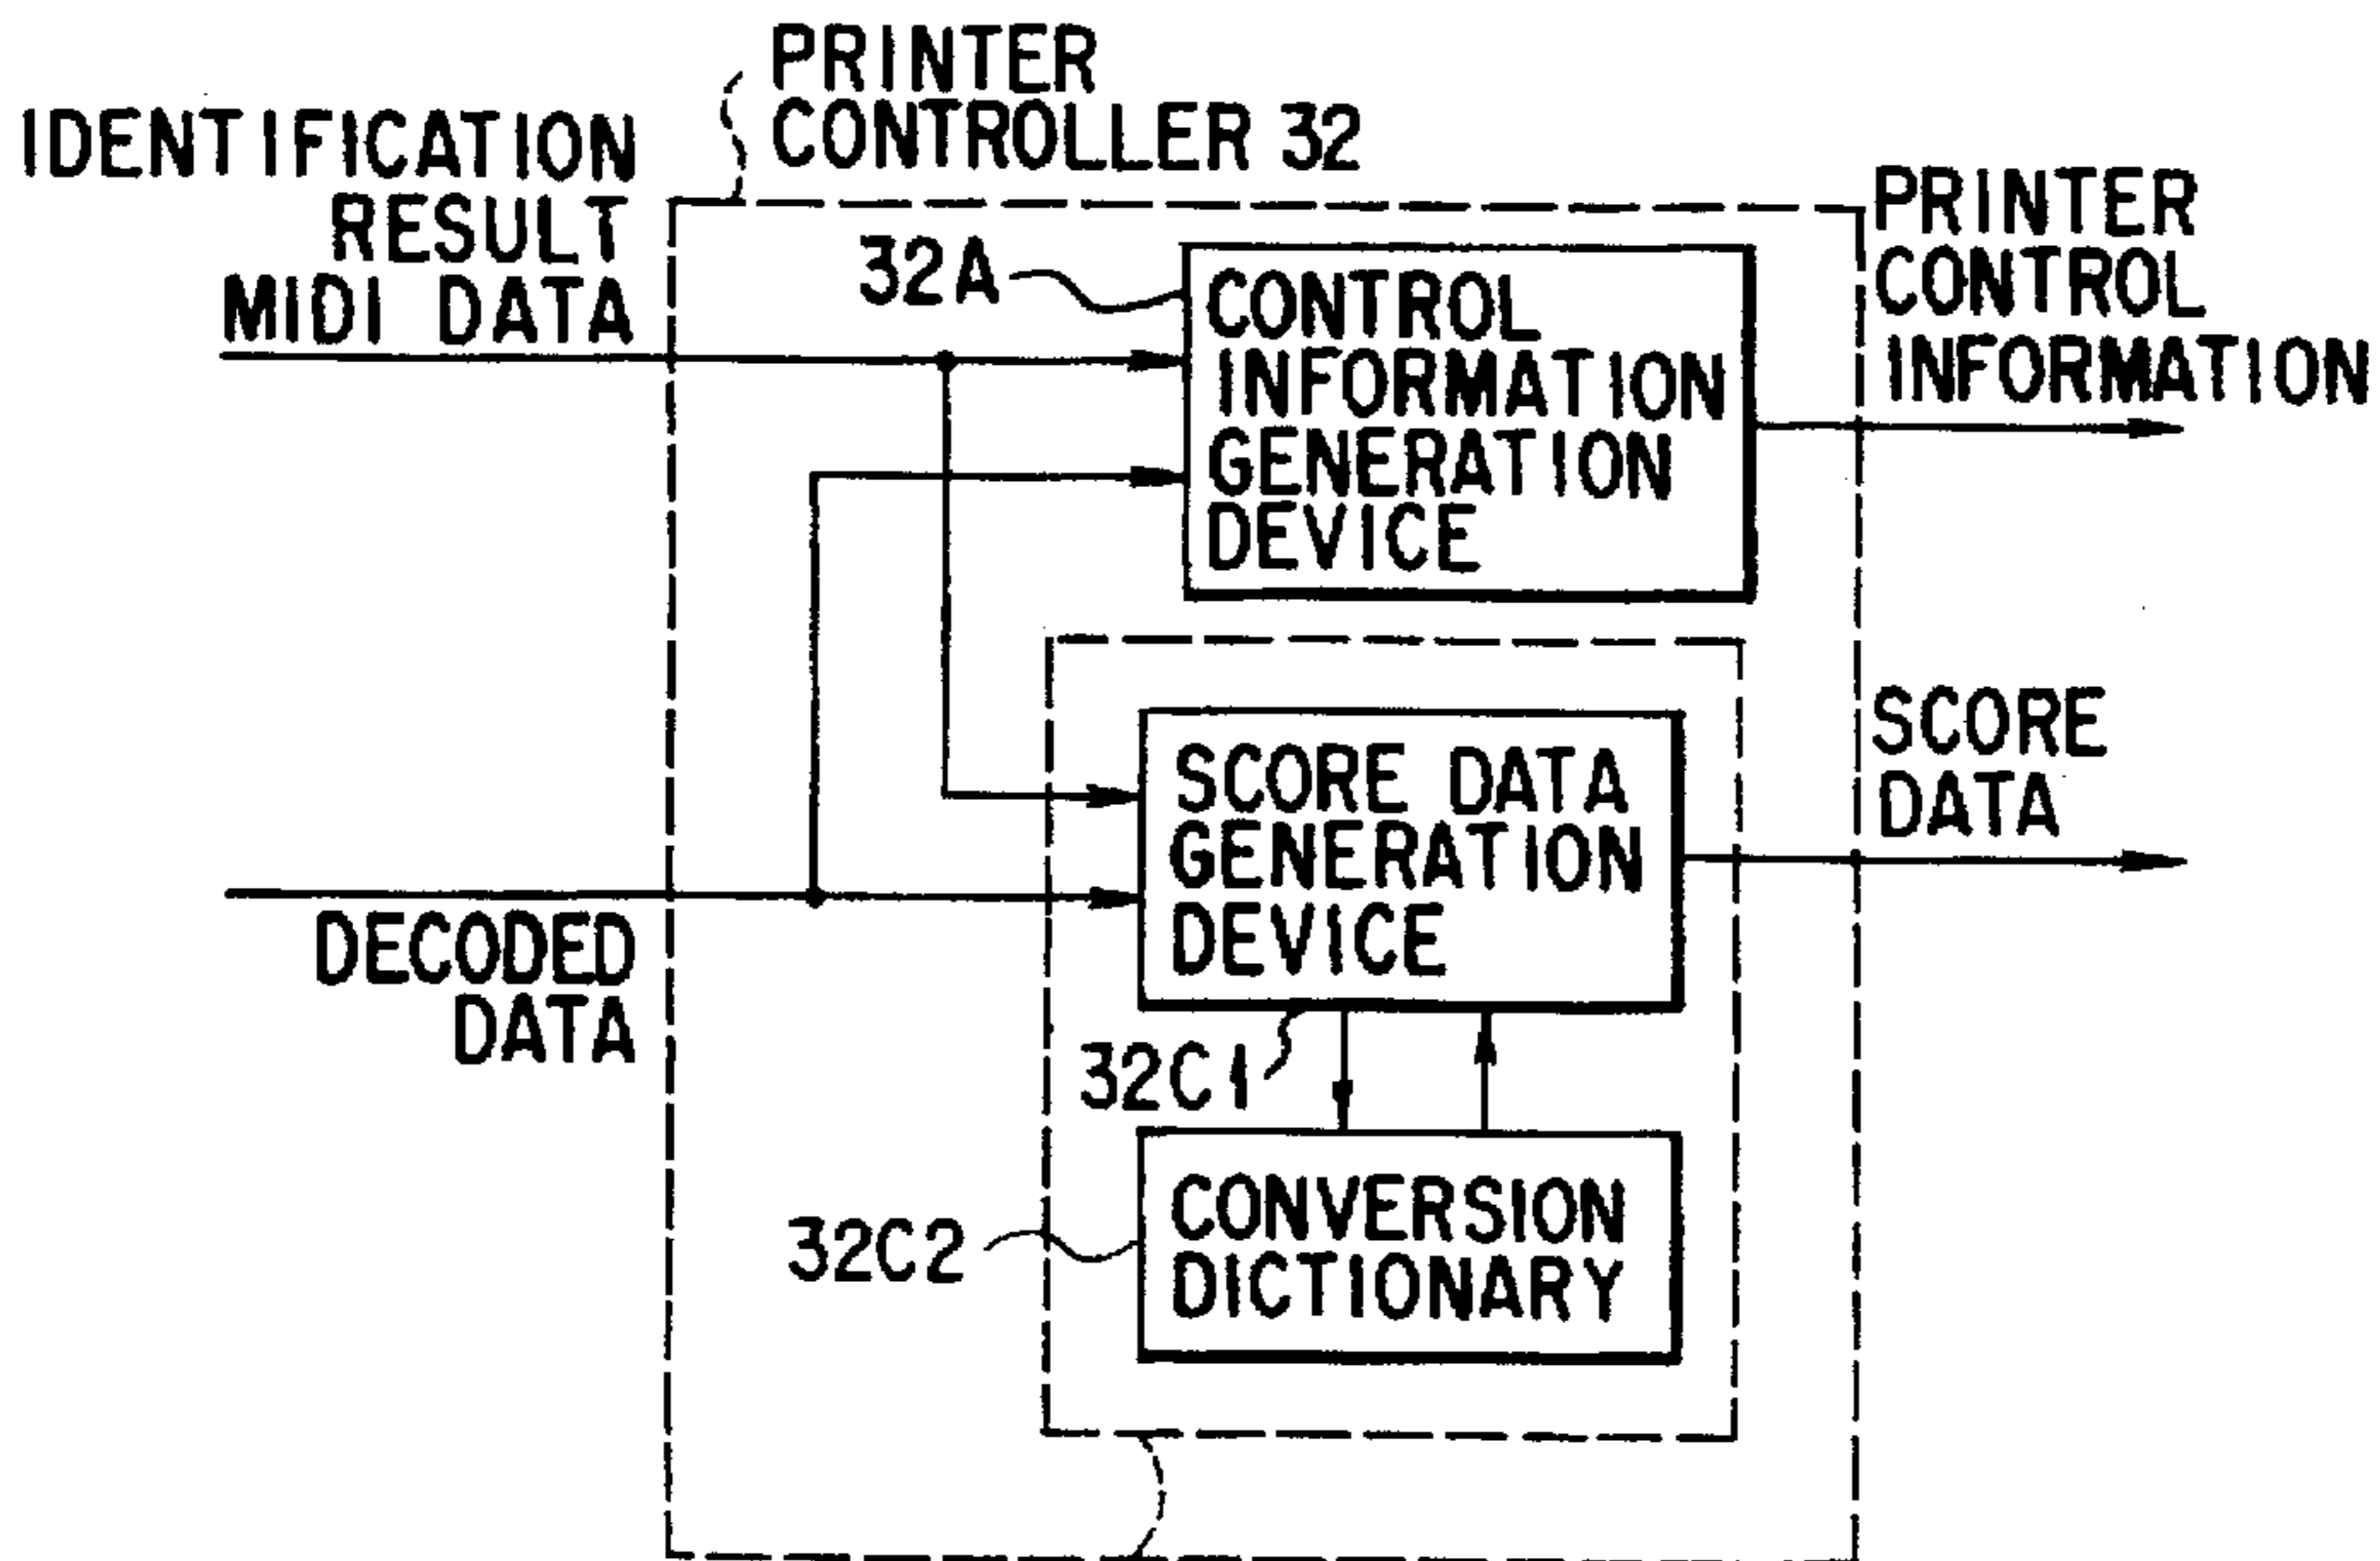 PRINTER
CONTROLLER 32
IDENTIFICATION
RESULT
MIDI DATA
32A
CONTROL
INFORMATION
GENERATION
DEVICE
PRINTER
CONTROL
INFORMATION
SCORE DATA
GENERATION
DEVICE
SCORE
DATA
DECODED
DATA
32C1
32C2
CONVERSION
DICTIONARY